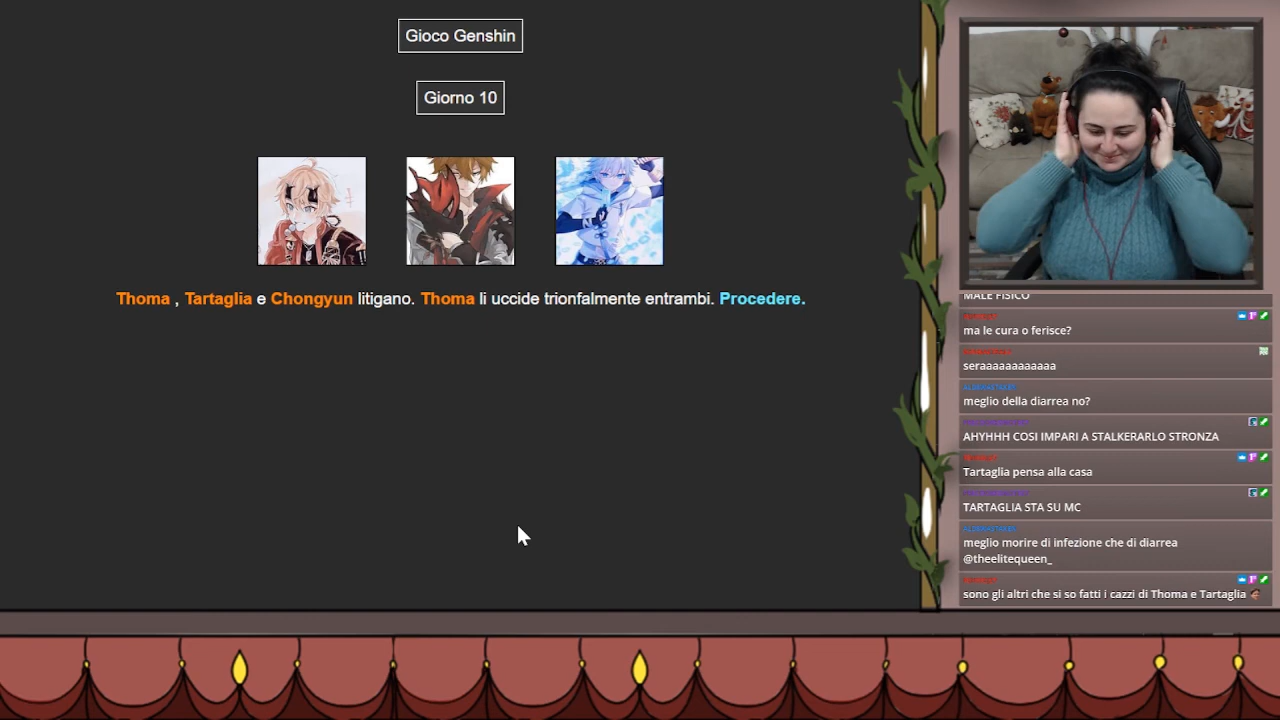 Gioco Genshin
Giorno 10
Thoma , Tartaglia e Chongyun litigano. Thoma li uccide trionfalmente entrambi. Procedere.
MALE FISICO
ma le cura o ferisce?
seraaaaaaaaaaaa
meglio della diarrea no?
AHYHHH COSI IMPARI A STALKERARLO STRONZA
Tartaglia pensa alla casa
TARTAGLIA STA SU MC
meglio morire di infezione che di diarrea
@theelitequeen_
sono gli altri che si so fatti i cazzi di Thoma e Tartaglia